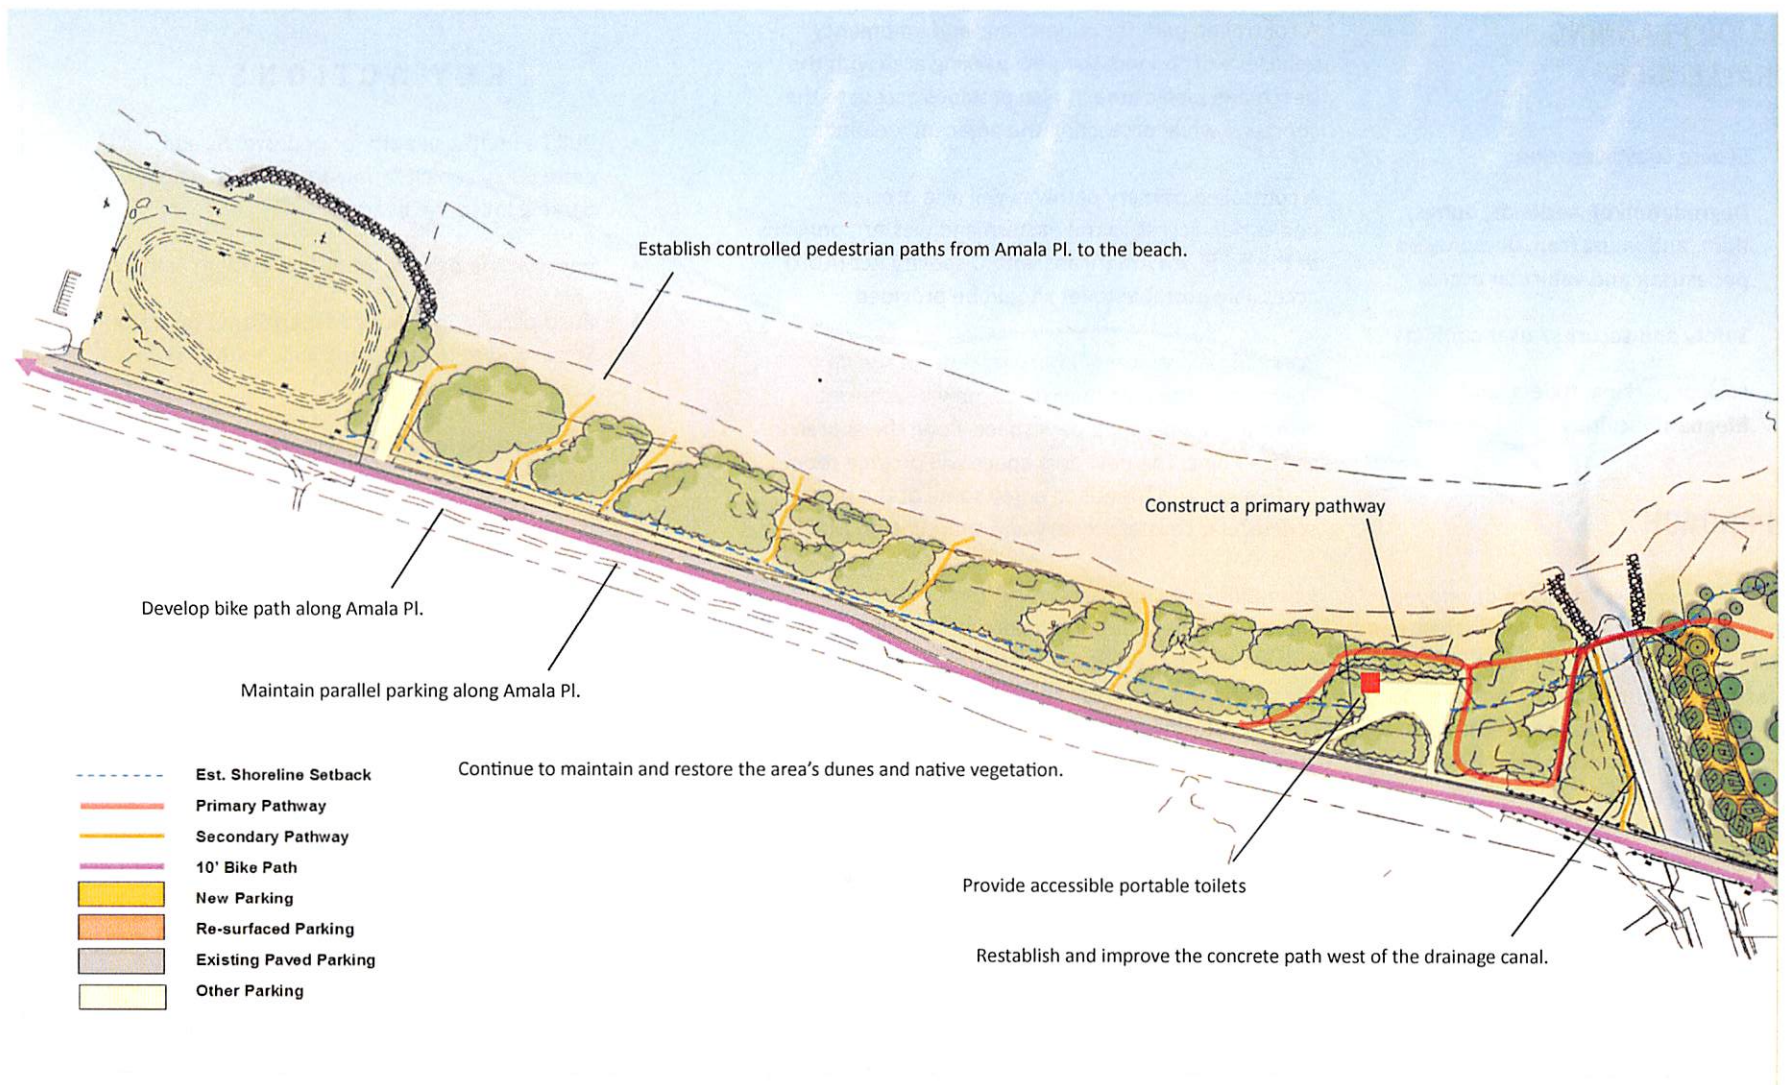 Establish controlled pedestrian paths from Amala Pl. to the beach.
Construct a primary pathway
Develop bike path along Amala Pl.
Maintain parallel parking along Amala Pl.
Continue to maintain and restore the area's dunes and native vegetation.
Est. Shoreline Setback
Primary Pathway
Secondary Pathway
10' Bike Path
New Parking
Re-surfaced Parking
Existing Paved Parking
Other Parking
Provide accessible portable toilets
Restablish and improve the concrete path west of the drainage canal.